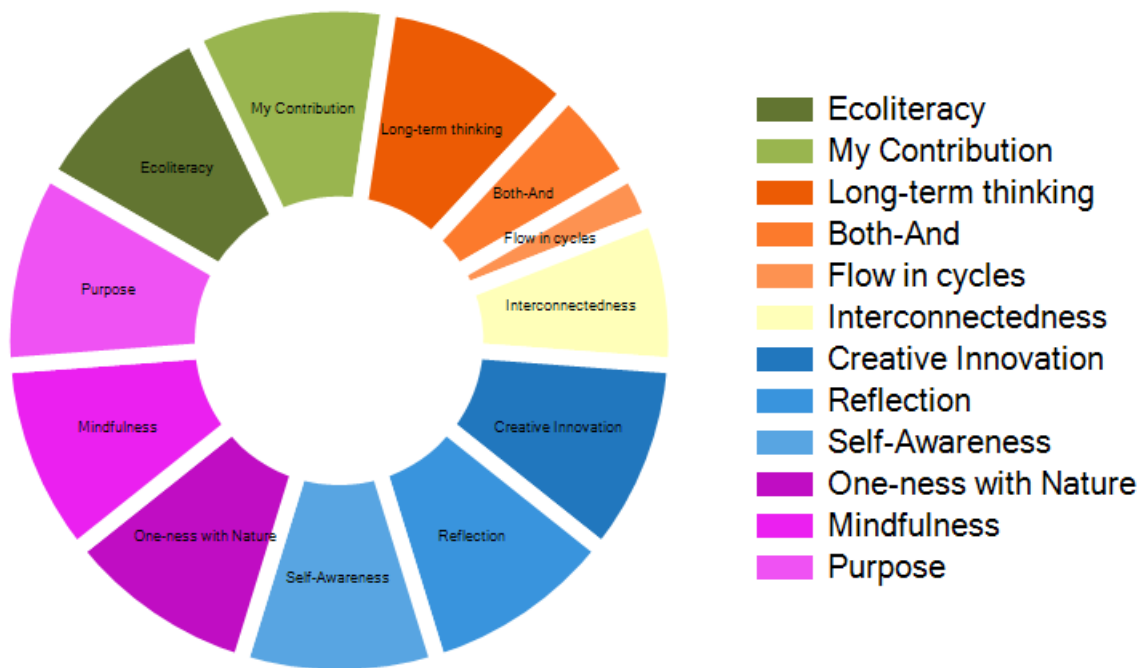 My Contribution
Long-term thinking
Ecoliteracy
Both-And
Flow in cycles
Purpose
Interconnectedness
Mindfulness
Creative Innovation
One-ness with Nature
Reflection
Self-Awareness
Ecoliteracy
My Contribution
Long-term thinking
Both-And
Flow in cycles
Interconnectedness
Creative Innovation
Reflection
Self-Awareness
One-ness with Nature
Mindfulness
Purpose